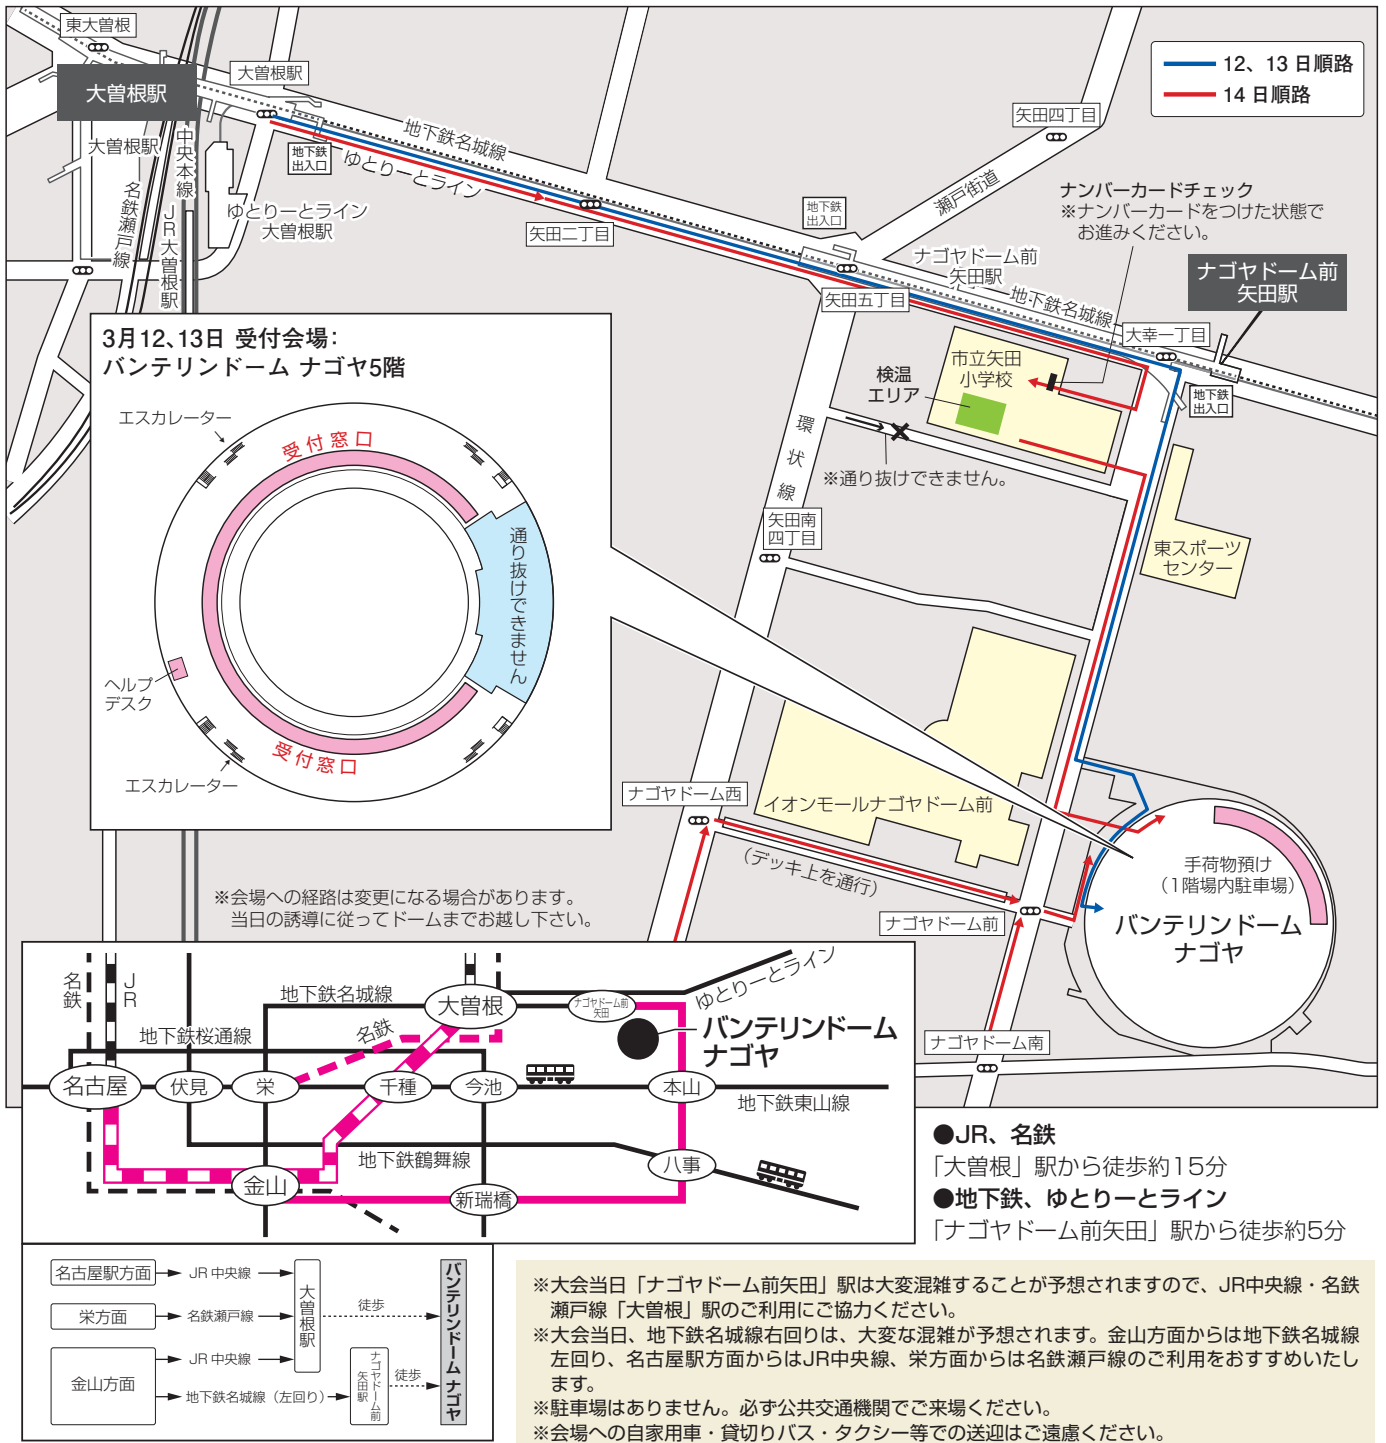 東大曽根
大曽根駅
大曽根駅
大曽根駅
中央本線
名鉄瀬戸線
JR大曽根駅
地下鉄
出入口
ゆとりーとライン
大曽根駅
地下鉄名城線
ゆとりーとライン
矢田二丁目
12、13 日順路
14 日順路
矢田四丁目
瀬戸街道
地下鉄
出入口
ナンバーカードチェック
※ナンバーカードをつけた状態で
お進みください。
ナゴヤドーム前
矢田駅
ナゴヤドーム前
矢田駅
矢田五丁目
地下鉄名城線
大幸一丁目
地下鉄
出入口
市立矢田
小学校
検温
エリア
※通り抜けできません。
環状線
矢田南
四丁目
東スポーツ
センター
3月12、13日 受付会場:
バンテリンドーム ナゴヤ5階
エスカレーター
受付窓口
通り抜けできません
ヘルプ
デスク
受付窓口
エスカレーター
ナゴヤドーム西
イオンモールナゴヤドーム前
(デッキ上を通行)
ナゴヤドーム前
手荷物預け
(1階場内駐車場)
バンテリンドーム
ナゴヤ
ナゴヤドーム南
※会場への経路は変更になる場合があります。
当日の誘導に従ってドームまでお越し下さい。
名鉄
JR
地下鉄名城線
大曽根
ナゴヤドーム前
矢田
ゆとりーとライン
地下鉄桜通線
名鉄
バンテリンドーム
ナゴヤ
名古屋
伏見
栄
千種
今池
本山
地下鉄東山線
地下鉄鶴舞線
八事
金山
新瑞橋
●JR、名鉄
「大曽根」駅から徒歩約15分
●地下鉄、ゆとりーとライン
「ナゴヤドーム前矢田」駅から徒歩約5分
名古屋駅方面
JR 中央線
大曽根駅
栄方面
名鉄瀬戸線
徒歩
バンテリンドーム ナゴヤ
金山方面
JR 中央線
地下鉄名城線(左回り)
ナゴヤドーム前
矢田駅
徒歩
※大会当日「ナゴヤドーム前矢田」駅は大変混雑することが予想されますので、JR中央線・名鉄
瀬戸線「大曽根」駅のご利用にご協力ください。
※大会当日、地下鉄名城線右回りは、大変な混雑が予想されます。金山方面からは地下鉄名城線
左回り、名古屋駅方面からはJR中央線、栄方面からは名鉄瀬戸線のご利用をおすすめいたし
ます。
※駐車場はありません。必ず公共交通機関でご来場ください。
※会場への自家用車・貸切りバス・タクシー等での送迎はご遠慮ください。